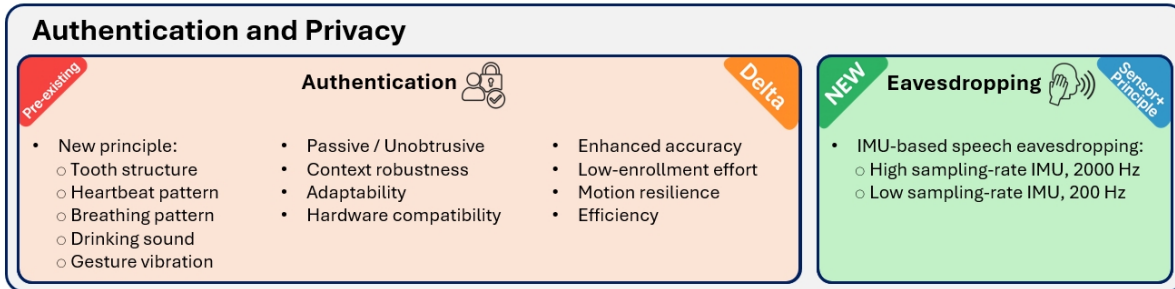 Authentication and Privacy
Pre-existing
Authentication
Delta
• New principle:
○ Tooth structure
○ Heartbeat pattern
○ Breathing pattern
○ Drinking sound
○ Gesture vibration
• Passive / Unobtrusive
• Context robustness
• Adaptability
• Hardware compatibility
• Enhanced accuracy
• Low-enrollment effort
• Motion resilience
• Efficiency
NEW
Eavesdropping
Sensor+
Principle
• IMU-based speech eavesdropping:
○ High sampling-rate IMU, 2000 Hz
○ Low sampling-rate IMU, 200 Hz